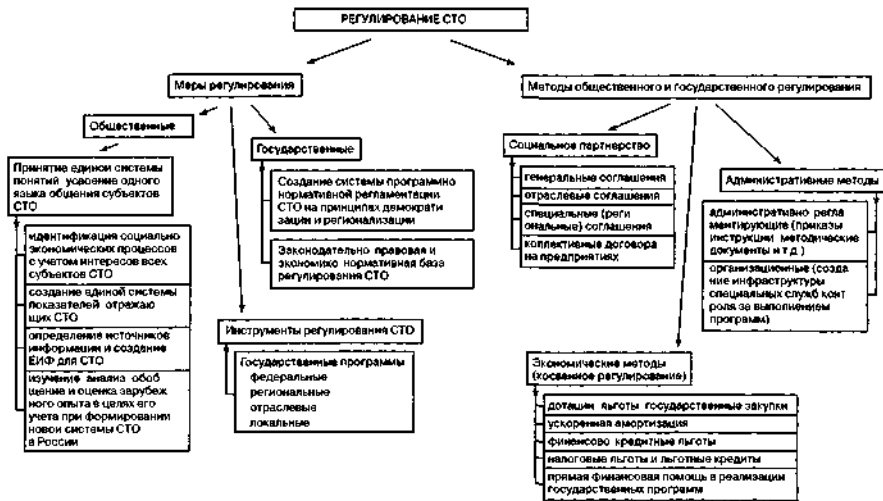 РЕГУЛИРОВАНИЕ СТО
Меры регулирования
Общественные
Принятие единой системы
понятий усвоение одного
языка общения субъектов
СТО
идентификация социально
экономических процессов
с учетом интересов всех
субъектов СТО
создание единой системы
показателей отражаю
щих СТО
определение источников
информации и создание
ЕИФ для СТО
изучение анализ обоб
щение и оценка зарубеж
ного опыта в целях его
учета при формировании
новой системы СТО
в России
Государственные
Создание системы программно
нормативной регламентации
СТО на принципах демократи
зации и регионализации
Законодательно правовая и
экономико нормативная база
регулирования СТО
Инструменты регулирования СТО
Государственные программы
федеральные
региональные
отраслевые
локальные
Методы общественного и государственного регулирования
Социальное партнерство
генеральные соглашения
отраслевые соглашения
специальные (реги
ональные) соглашения
коллективные договора
на предприятиях
Административные методы
административно регла
ментирующие (приказы
инструкции методические
документы и т д )
организационные (созда
ние инфраструктуры
специальных служб конт
роля за выполнением
программ)
Экономические методы
(косвенное регулирование)
дотации льготы государственные закупки
ускоренная амортизация
финансово кредитные льготы
налоговые льготы и льготные кредиты
прямая финансовая помощь в реализации
государственных программ